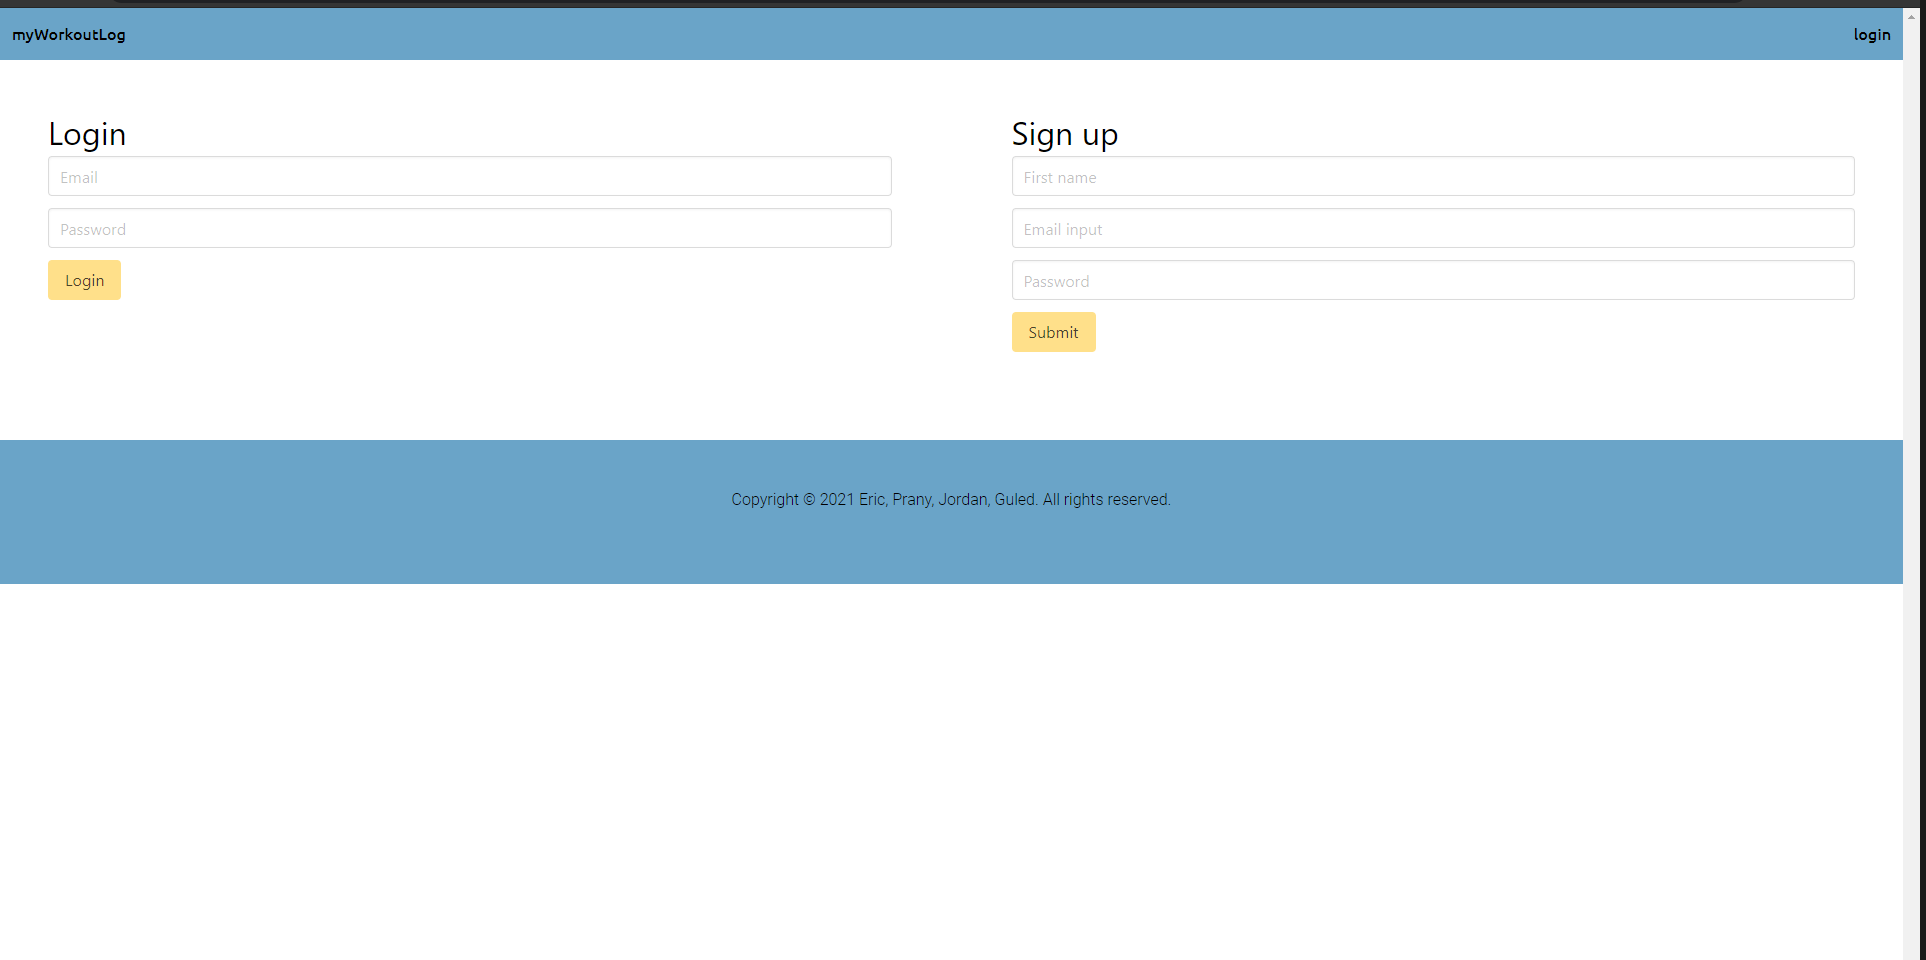 myWorkoutLog
login
Login
Email
Password
Login
Sign up
First name
Email input
Password
Submit
Copyright © 2021 Eric, Prany, Jordan, Guled. All rights reserved.